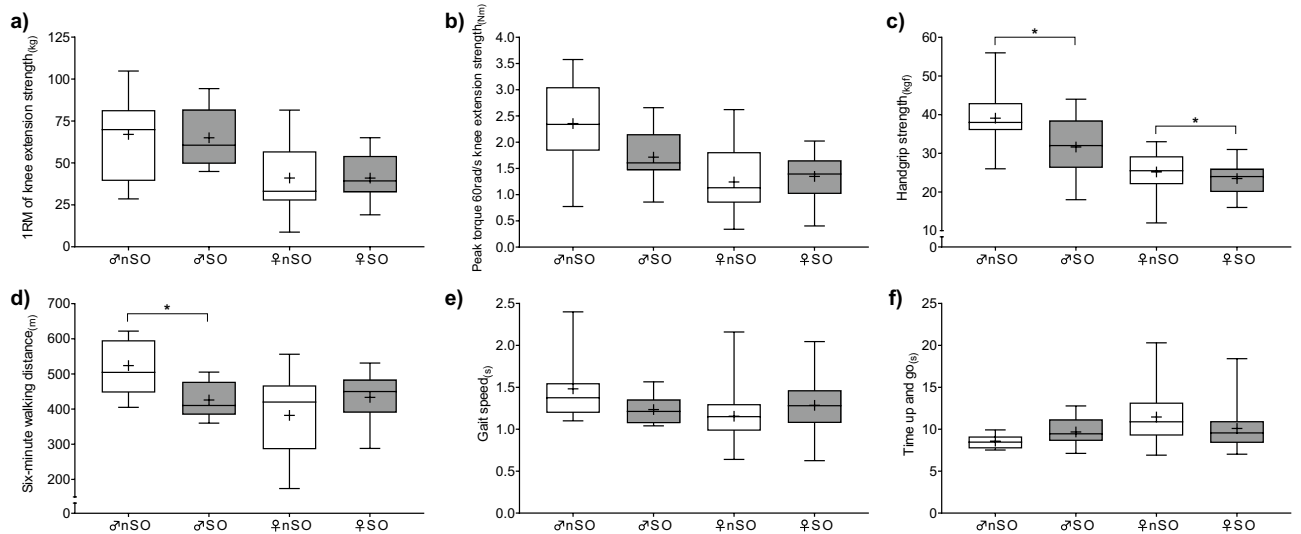 a)
1RM of knee extension strength(kg)
125
100
75
50
25
0
♂nSO ♂SO ♀nSO ♀SO
b)
Peak torque 60rad/s knee extension strength(Nm)
4.0
3.5
3.0
2.5
2.0
1.5
1.0
0.5
0.0
♂nSO ♂SO ♀nSO ♀SO
c)
Handgrip strength(kgf)
60
50
40
30
20
10
0
*
*
♂nSO ♂SO ♀nSO ♀SO
d)
Six-minute walking distance(m)
700
600
500
400
300
200
0
*
♂nSO ♂SO ♀nSO ♀SO
e)
Gait speed(s)
2.5
2.0
1.5
1.0
0.5
0.0
♂nSO ♂SO ♀nSO ♀SO
f)
Time up and go(s)
25
20
15
10
5
0
♂nSO ♂SO ♀nSO ♀SO